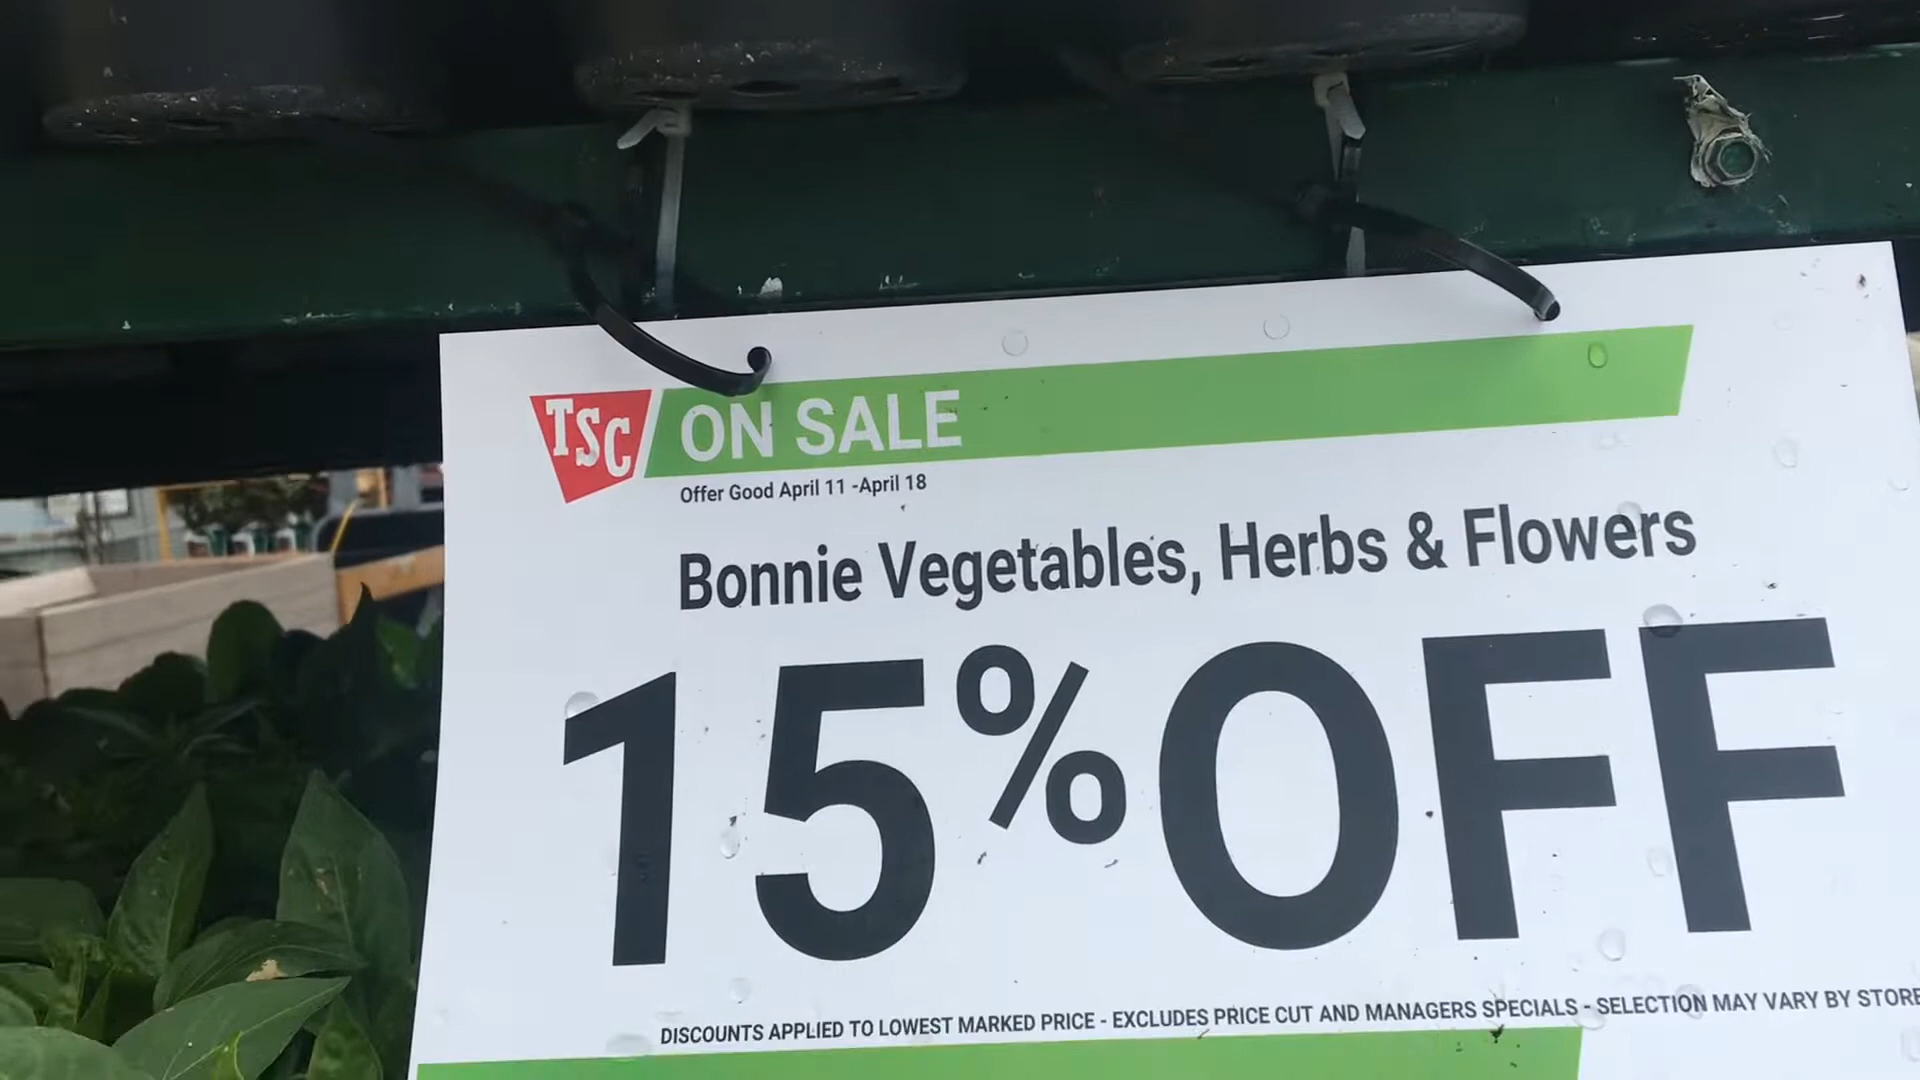 TSC ON SALE
Offer Good April 11 -April 18
Bonnie Vegetables, Herbs & Flowers
15% OFF
DISCOUNTS APPLIED TO LOWEST MARKED PRICE - EXCLUDES PRICE CUT AND MANAGERS SPECIALS - SELECTION MAY VARY BY STORE